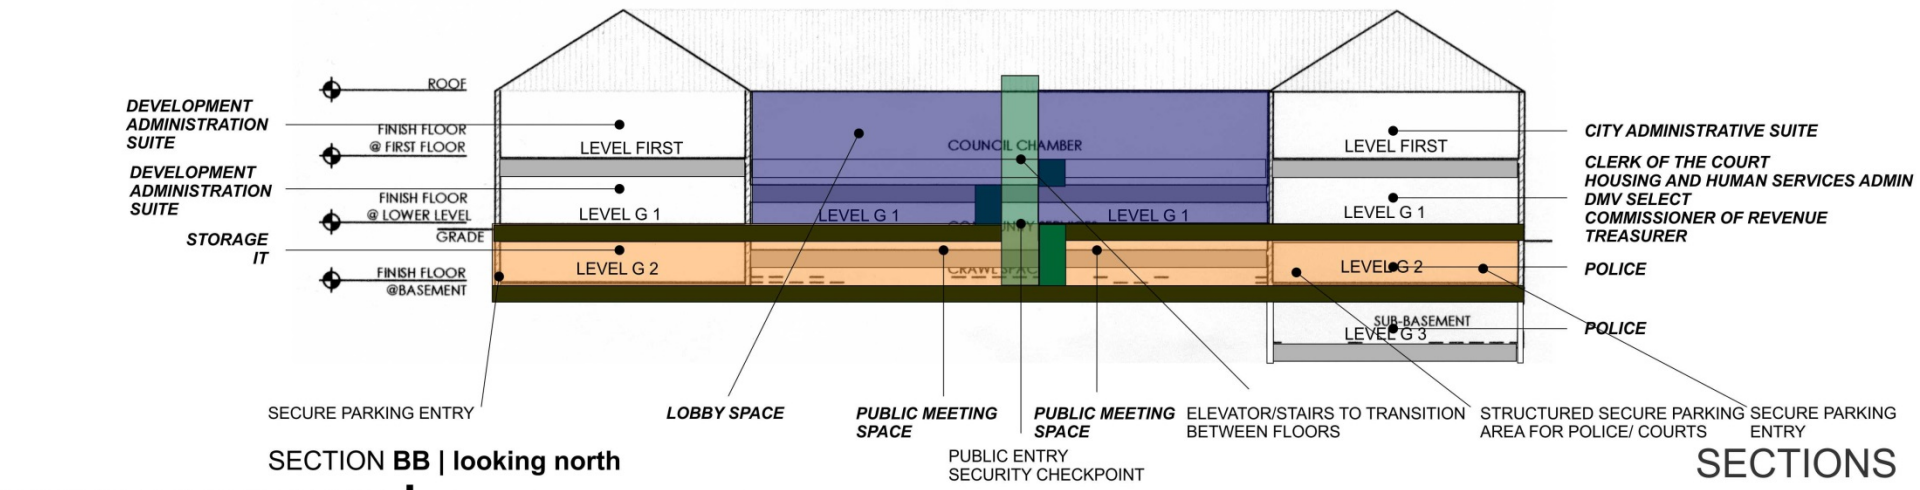 ROOF
DEVELOPMENT
ADMINISTRATION
SUITE
FINISH FLOOR
@ FIRST FLOOR
DEVELOPMENT
ADMINISTRATION
SUITE
FINISH FLOOR
@ LOWER LEVEL
GRADE
STORAGE
IT
FINISH FLOOR
@BASEMENT
LEVEL FIRST
LEVEL G 1
LEVEL G 2
COUNCIL CHAMBER
LEVEL G 1
LEVEL G 1
CRAWL SPACE
LEVEL FIRST
LEVEL G 1
LEVEL G 2
SUB-BASEMENT
LEVEL G 3
CITY ADMINISTRATIVE SUITE
CLERK OF THE COURT
HOUSING AND HUMAN SERVICES ADMIN
DMV SELECT
COMMISSIONER OF REVENUE
TREASURER
POLICE
POLICE
SECURE PARKING ENTRY
LOBBY SPACE
PUBLIC MEETING
SPACE
PUBLIC MEETING
SPACE
ELEVATOR/STAIRS TO TRANSITION
BETWEEN FLOORS
STRUCTURED SECURE PARKING
AREA FOR POLICE/ COURTS
SECURE PARKING
ENTRY
PUBLIC ENTRY
SECURITY CHECKPOINT
SECTION BB | looking north
SECTIONS